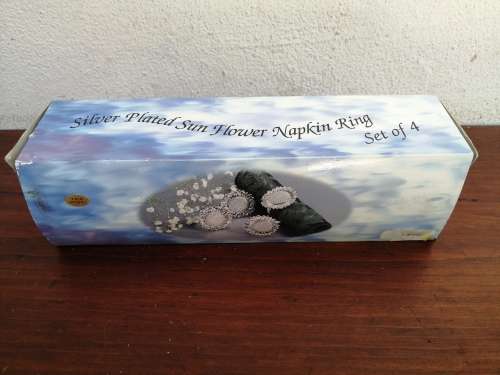 Silver Plated Sun Flower Napkin Ring
Set of 4